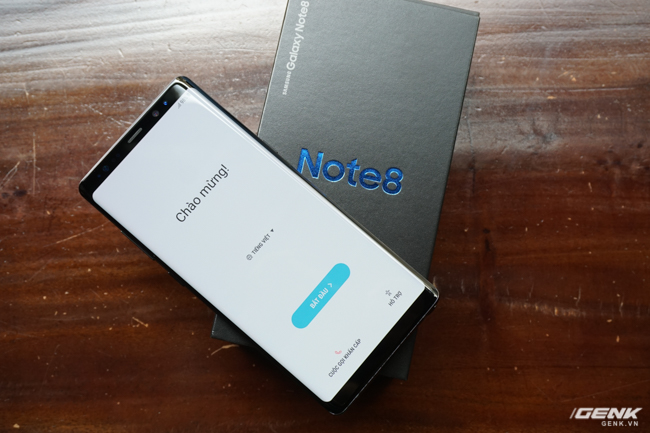 SAMSUNG Galaxy Note8
Note8
Chào mừng!
TIẾNG VIỆT
BẮT ĐẦU
HỖ TRỢ
CUỘC GỌI KHẨN CẤP
GENK
GENK.VN